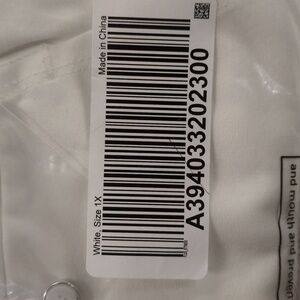 Made in China
White, Size 1X
A394033202300
and mouth and preven